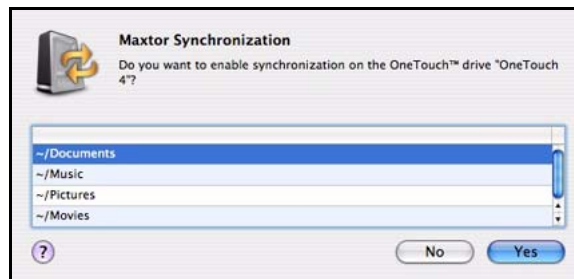 Maxtor Synchronization
Do you want to enable synchronization on the OneTouch™ drive "OneTouch
4"?
~/Documents
~/Music
~/Pictures
~/Movies
?
No
Yes